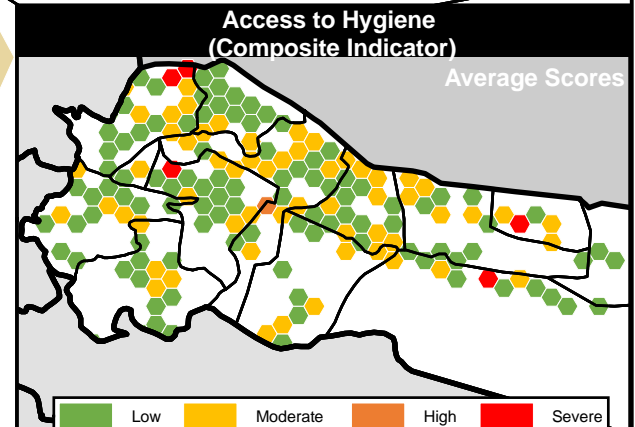 Access to Hygiene
(Composite Indicator)
Average Scores
Low Moderate High Severe